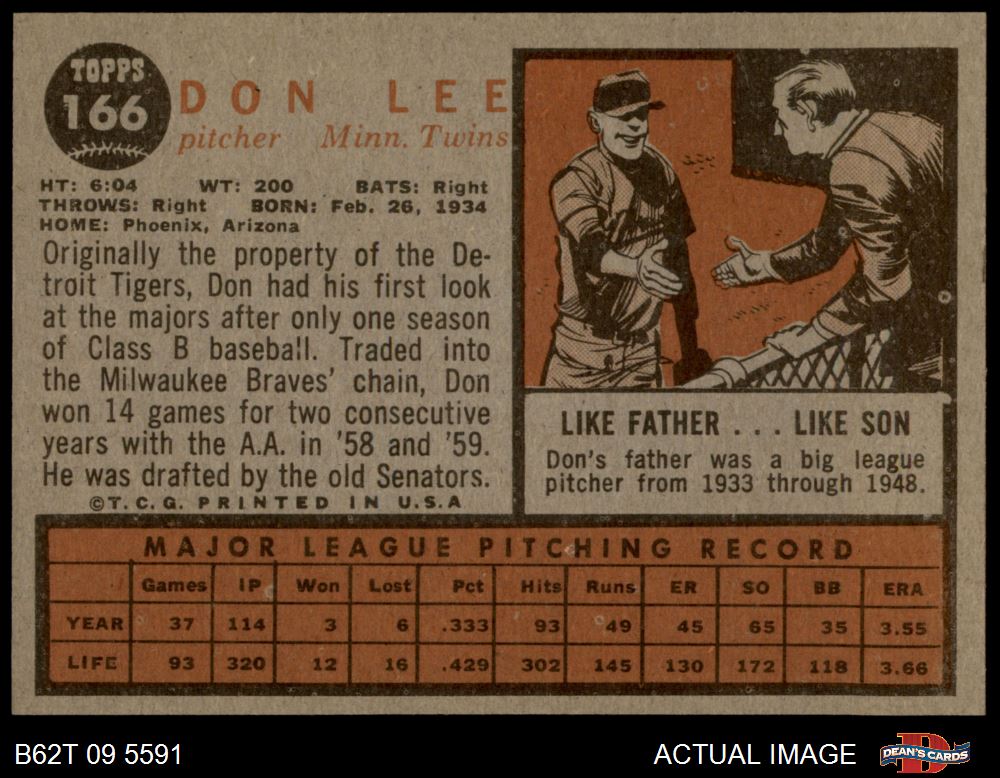 TOPPS
166
DON LEE
pitcher Minn. Twins
HT: 6:04 WT: 200 BATS: Right
THROWS: Right BORN: Feb. 26, 1934
HOME: Phoenix, Arizona
Originally the property of the De-
troit Tigers, Don had his first look
at the majors after only one season
of Class B baseball. Traded into
the Milwaukee Braves' chain, Don
won 14 games for two consecutive
years with the A.A. in '58 and '59.
He was drafted by the old Senators.
©T.C.G. PRINTED IN U.S.A
LIKE FATHER . . . LIKE SON
Don's father was a big league
pitcher from 1933 through 1948.
MAJOR LEAGUE PITCHING RECORD
Games IP Won Lost Pct Hits Runs ER SO BB ERA
YEAR 37 114 3 6 .333 93 49 45 65 35 3.55
LIFE 93 320 12 16 .429 302 145 130 172 118 3.66
B62T 09 5591 ACTUAL IMAGE
DEAN'S CARDS